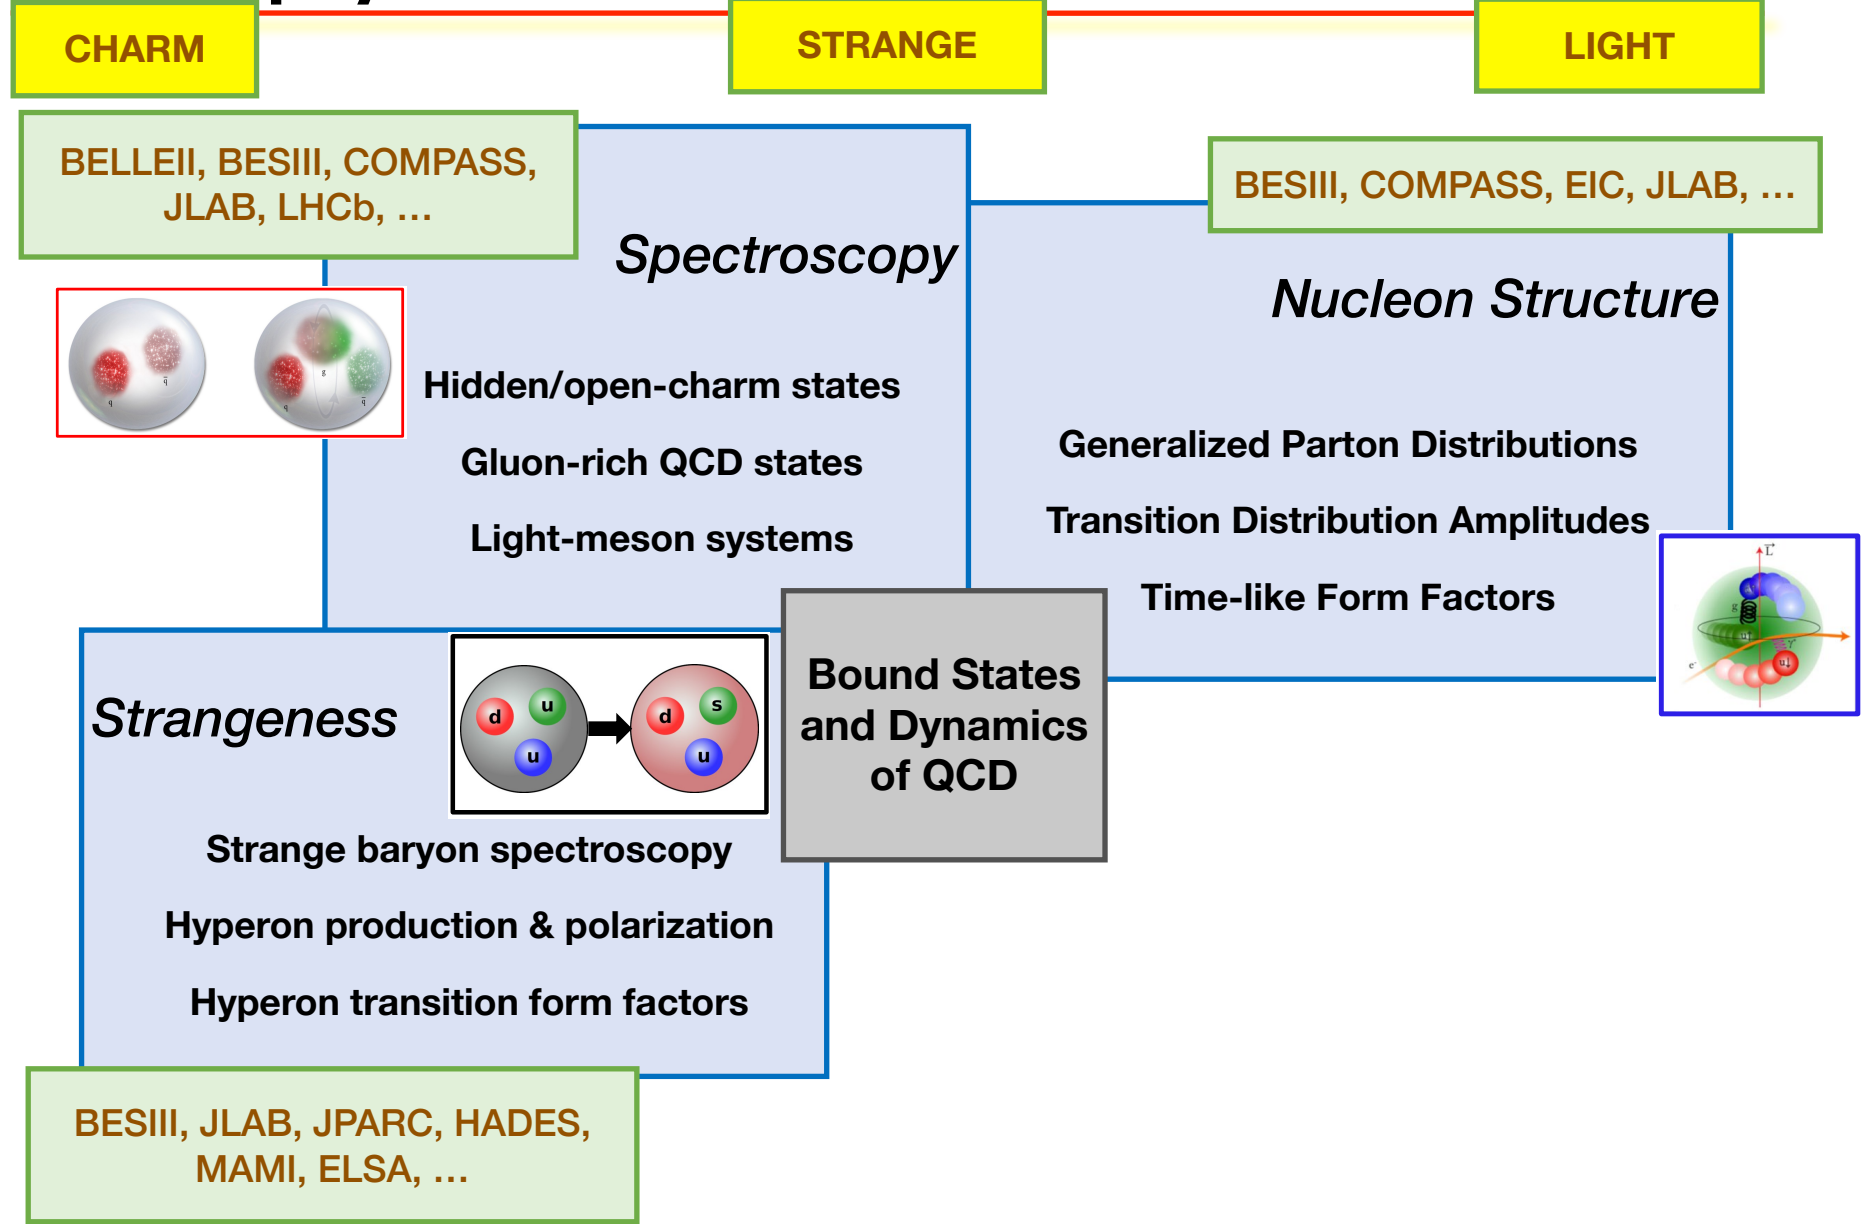 CHARM
STRANGE
LIGHT
BELLEII, BESIII, COMPASS,
JLAB, LHCb, …
Spectroscopy
Hidden/open-charm states
Gluon-rich QCD states
Light-meson systems
q
q̄
q
g
q̄
BESIII, COMPASS, EIC, JLAB, …
Nucleon Structure
Generalized Parton Distributions
Transition Distribution Amplitudes
Time-like Form Factors
L
e⁻
u
Strangeness
d
u
u
d
s
u
Bound States
and Dynamics
of QCD
Strange baryon spectroscopy
Hyperon production & polarization
Hyperon transition form factors
BESIII, JLAB, JPARC, HADES,
MAMI, ELSA, …